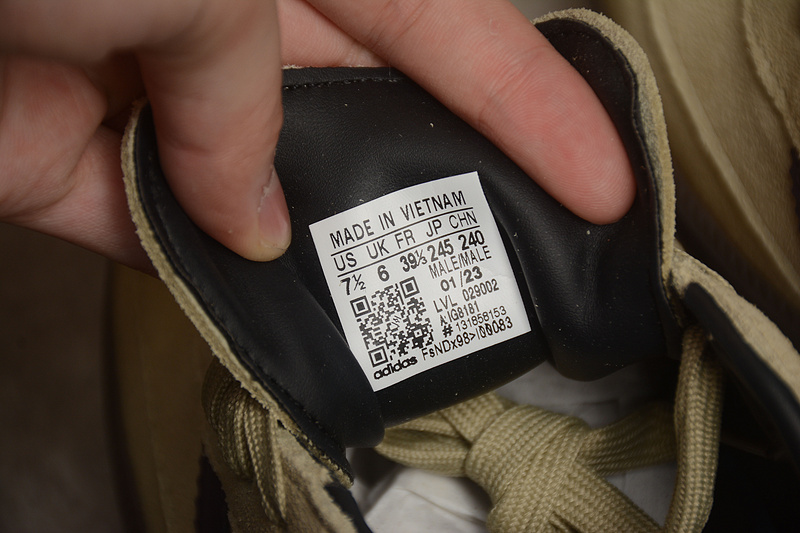 MADE IN VIETNAM
US UK FR JP CHN
7½ 6 39⅓ 245 240
MALE/MALE
01/23
LVL 029002
A:IG8181
# 131858153
adidas FsNDx98>I00083